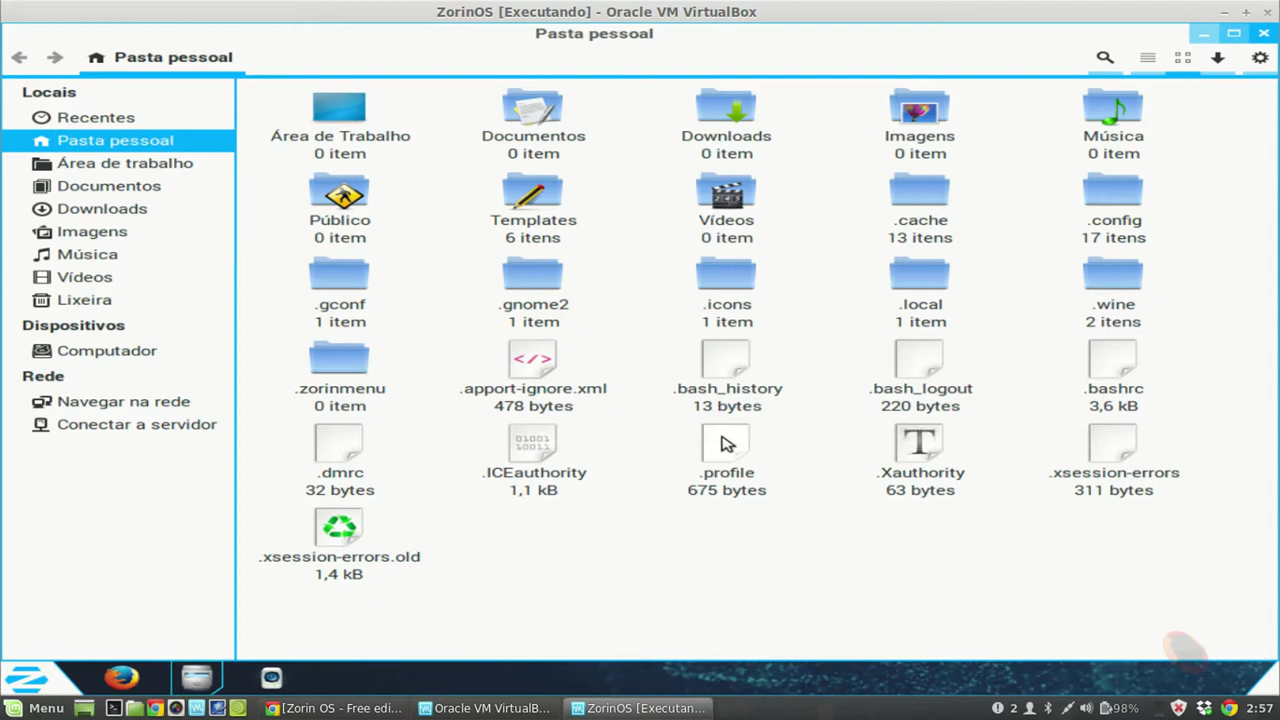 ZorinOS [Executando] - Oracle VM VirtualBox
Pasta pessoal
Pasta pessoal
Locais
Recentes
Pasta pessoal
Área de trabalho
Documentos
Downloads
Imagens
Música
Vídeos
Lixeira
Dispositivos
Computador
Rede
Navegar na rede
Conectar a servidor
Área de Trabalho
0 item
Documentos
0 item
Downloads
0 item
Imagens
0 item
Música
0 item
Público
0 item
Templates
6 itens
Vídeos
0 item
.cache
13 itens
.config
17 itens
.gconf
1 item
.gnome2
1 item
.icons
1 item
.local
1 item
.wine
2 itens
.zorinmenu
0 item
</>
.apport-ignore.xml
478 bytes
.bash_history
13 bytes
.bash_logout
220 bytes
.bashrc
3,6 kB
.dmrc
32 bytes
01001
10011
.ICEauthority
1,1 kB
.profile
675 bytes
T
.Xauthority
63 bytes
.xsession-errors
311 bytes
.xsession-errors.old
1,4 kB
Menu
[Zorin OS - Free edi...
Oracle VM VirtualB...
ZorinOS [Executan...
2
98%
2:57